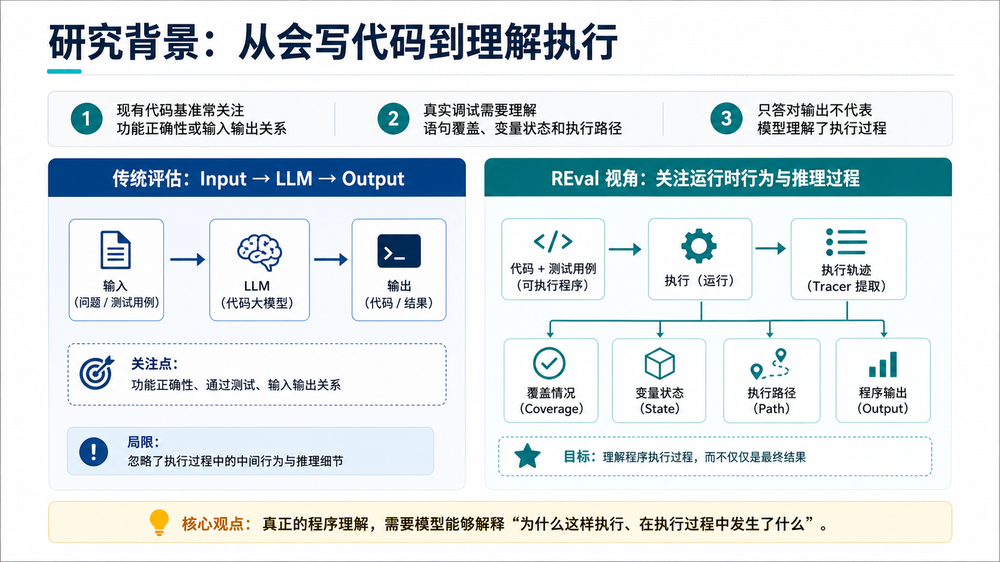 研究背景：从会写代码到理解执行
1
现有代码基准常关注
功能正确性或输入输出关系
2
真实调试需要理解
语句覆盖、变量状态和执行路径
3
只答对输出不代表
模型理解了执行过程
传统评估：Input → LLM → Output
输入
（问题 / 测试用例）
LLM
（代码大模型）
输出
（代码 / 结果）
关注点：
功能正确性、通过测试、输入输出关系
局限：
忽略了执行过程中的中间行为与推理细节
REval 视角：关注运行时行为与推理过程
代码 + 测试用例
（可执行程序）
执行（运行）
执行轨迹
（Tracer 提取）
覆盖情况
（Coverage）
变量状态
（State）
执行路径
（Path）
程序输出
（Output）
目标：理解程序执行过程，而不仅仅是最终结果
核心观点：真正的程序理解，需要模型能够解释“为什么这样执行、在执行过程中发生了什么”。